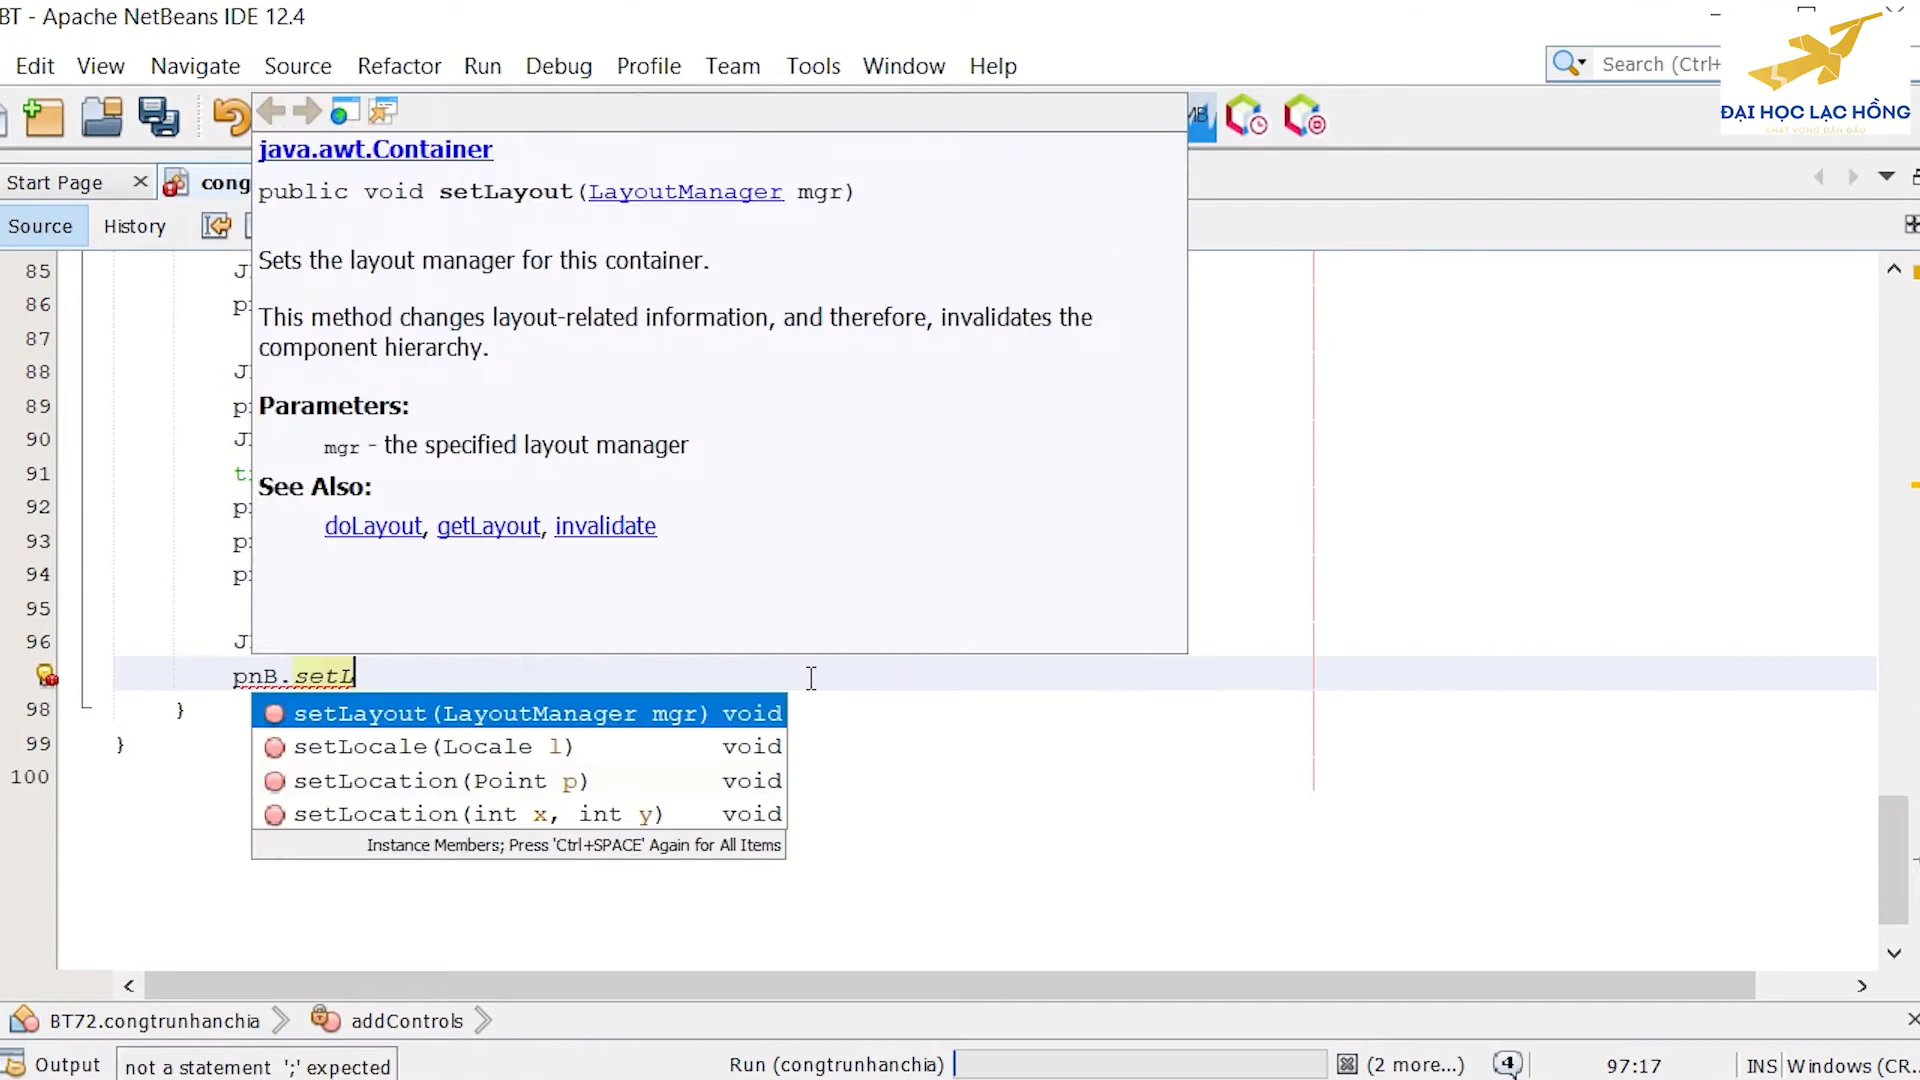 BT - Apache NetBeans IDE 12.4
Edit View Navigate Source Refactor Run Debug Profile Team Tools Window Help
Search (Ctrl+
ĐẠI HỌC LẠC HỒNG
KHÁT VỌNG DẪN ĐẦU
java.awt.Container
public void setLayout(LayoutManager mgr)
Start Page
cong
Source History
Sets the layout manager for this container.
This method changes layout-related information, and therefore, invalidates the
component hierarchy.
Parameters:
mgr - the specified layout manager
See Also:
doLayout, getLayout, invalidate
85 J
86 p
87
88 J
89 p
90 J
91 t
92 p
93 p
94 p
95
96 J
pnB.setL
98 }
99 }
100
setLayout(LayoutManager mgr) void
setLocale(Locale l) void
setLocation(Point p) void
setLocation(int x, int y) void
Instance Members; Press 'Ctrl+SPACE' Again for All Items
BT72.congtrunhanchia addControls
Output not a statement ';' expected Run (congtrunhanchia) (2 more...) 4 97:17 INS Windows (CR...